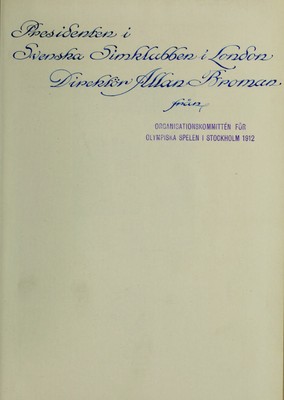 Presidenten i
Svenska Simklubben i London
Direktör Allan Broman
från
ORGANISATIONSKOMMITTÉN FÖR
OLYMPISKA SPELEN I STOCKHOLM 1912